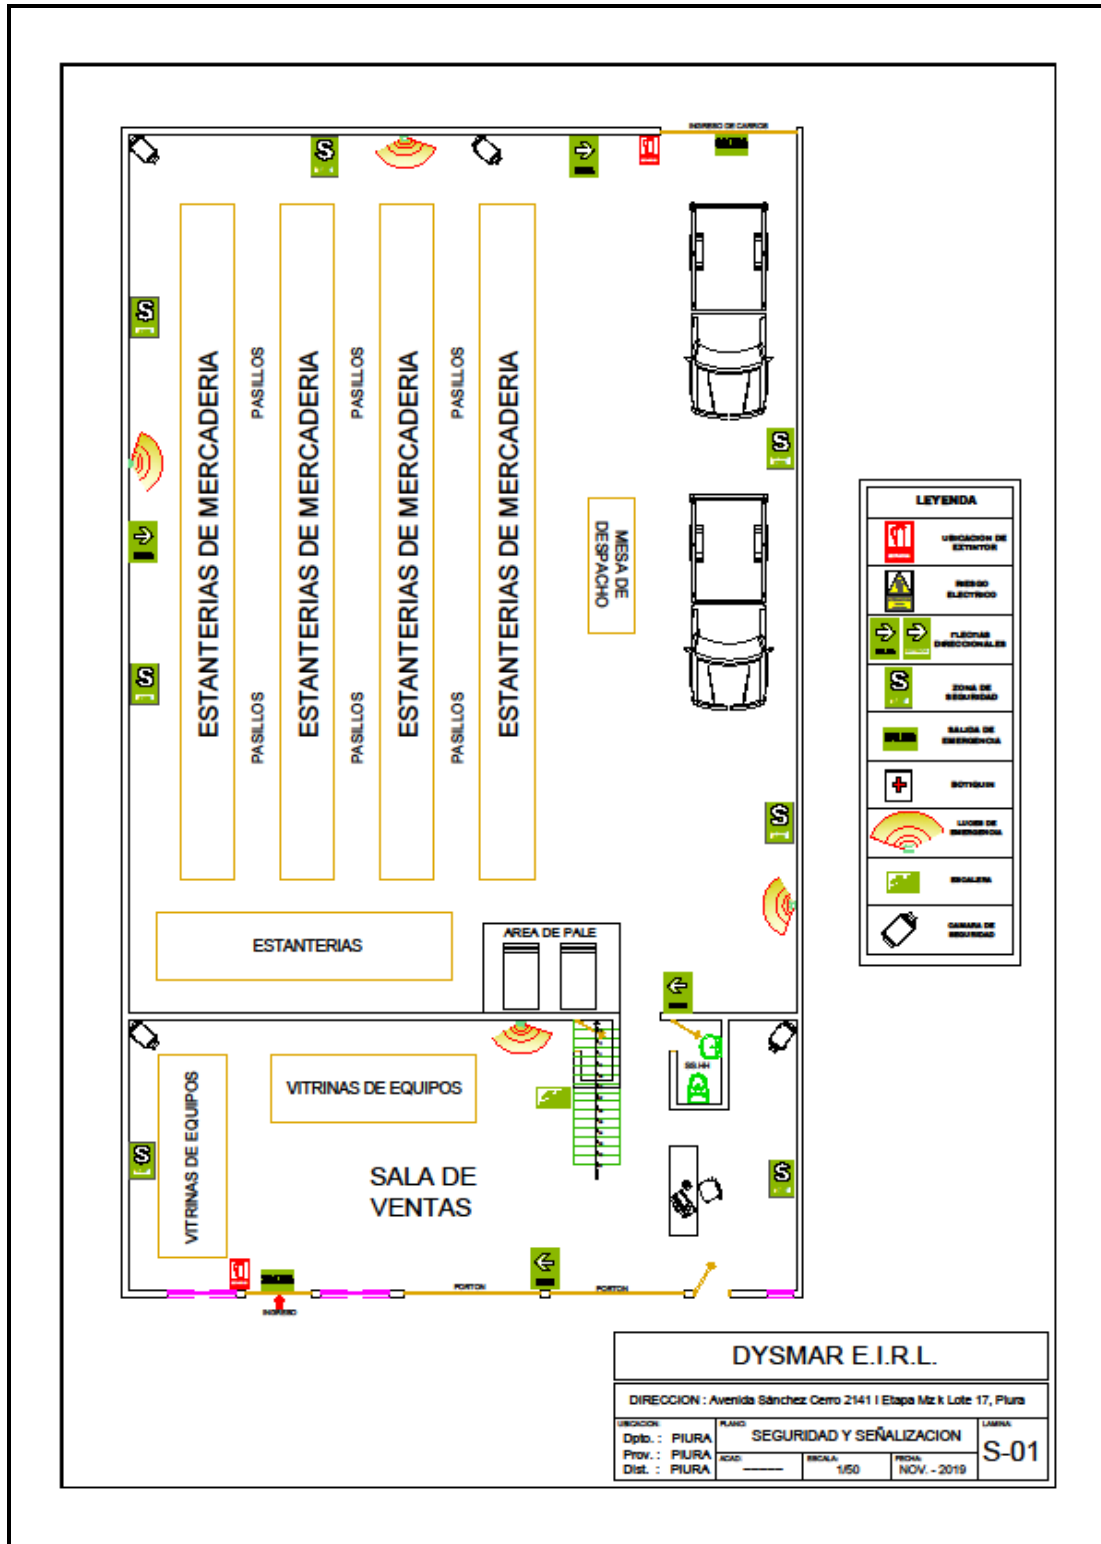 INGRESO DE CARROS
SALIDA
ESTANTERIAS DE MERCADERIA
PASILLOS
PASILLOS
ESTANTERIAS DE MERCADERIA
PASILLOS
PASILLOS
ESTANTERIAS DE MERCADERIA
PASILLOS
PASILLOS
ESTANTERIAS DE MERCADERIA
MESA DE
DESPACHO
ESTANTERIAS
AREA DE PALE
VITRINAS DE EQUIPOS
VITRINAS DE EQUIPOS
SS.HH
SALA DE
VENTAS
INGRESO
PORTON
PORTON
LEYENDA
UBICACION DE
EXTINTOR
RIESGO
ELECTRICO
FLECHAS
DIRECCIONALES
S
ZONA DE
SEGURIDAD
SALIDA DE
EMERGENCIA
BOTIQUIN
LUCES DE
EMERGENCIA
ESCALERA
CAMARA DE
SEGURIDAD
DYSMAR E.I.R.L.
DIRECCION : Avenida Sánchez Cerro 2141 I Etapa Mz k Lote 17, Piura
UBICACION:
Dpto. : PIURA
Prov. : PIURA
Dist. : PIURA
PLANO:
SEGURIDAD Y SEÑALIZACION
ACAD:
ESCALA:
1/50
FECHA:
NOV. - 2019
LAMINA:
S-01